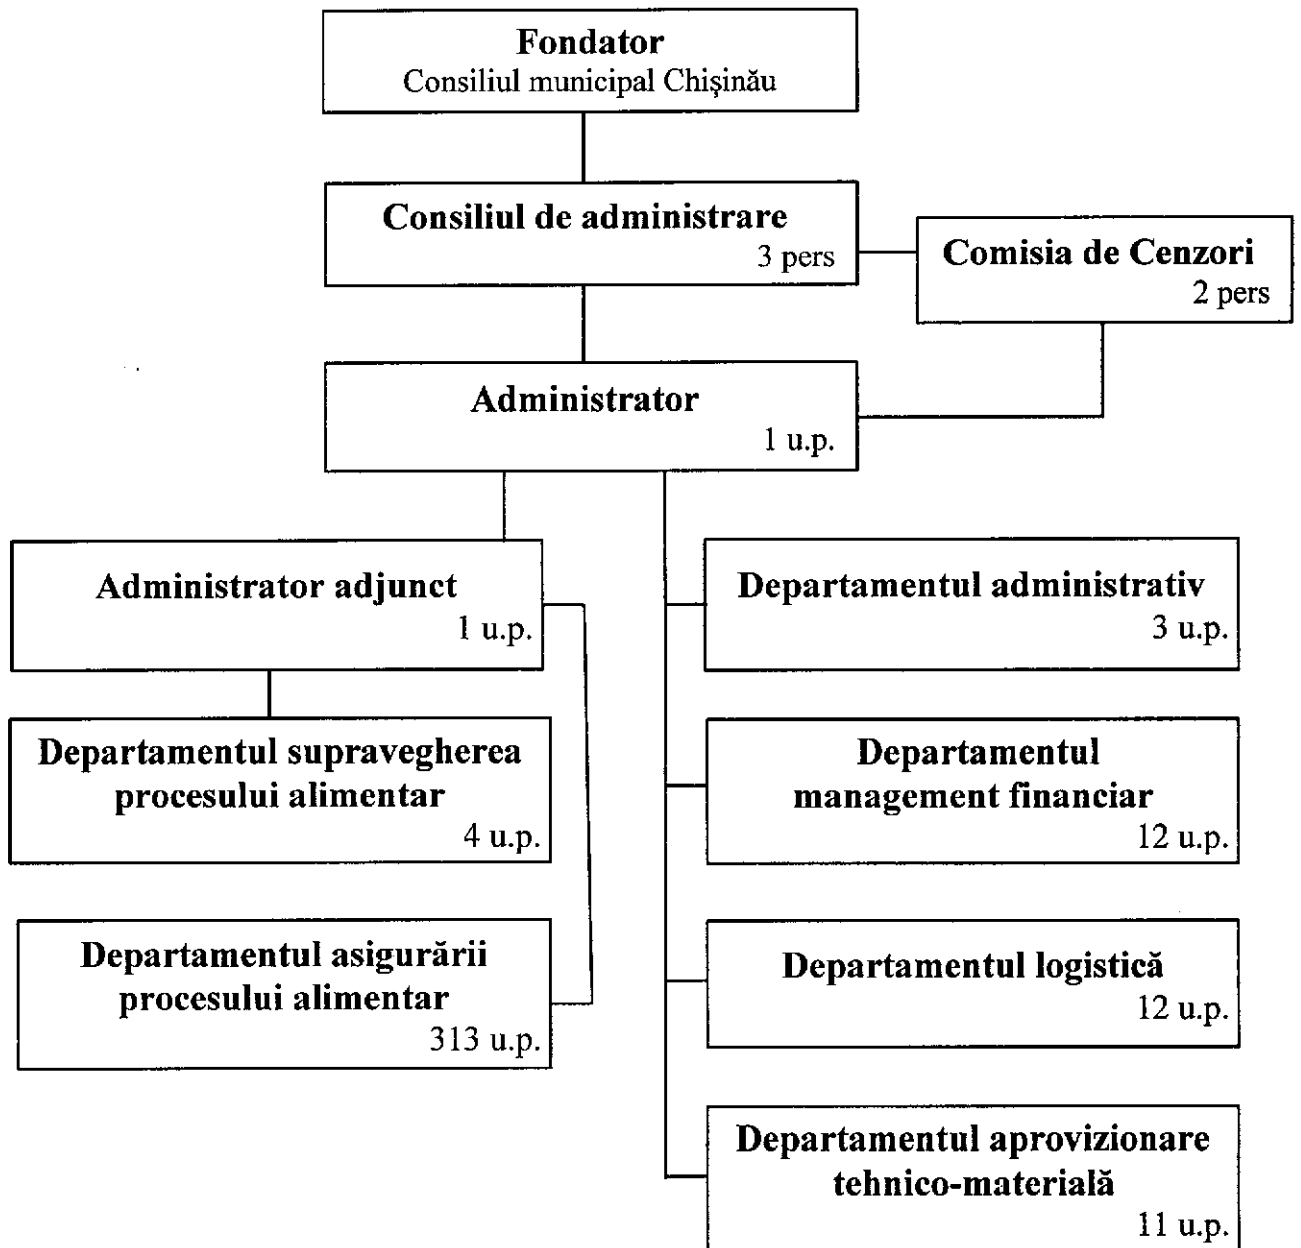 Fondator
Consiliul municipal Chişinău
Consiliul de administrare
3 pers
Comisia de Cenzori
2 pers
Administrator
1 u.p.
Administrator adjunct
1 u.p.
Departamentul administrativ
3 u.p.
Departamentul supravegherea
procesului alimentar
4 u.p.
Departamentul
management financiar
12 u.p.
Departamentul asigurării
procesului alimentar
313 u.p.
Departamentul logistică
12 u.p.
Departamentul aprovizionare
tehnico-materială
11 u.p.